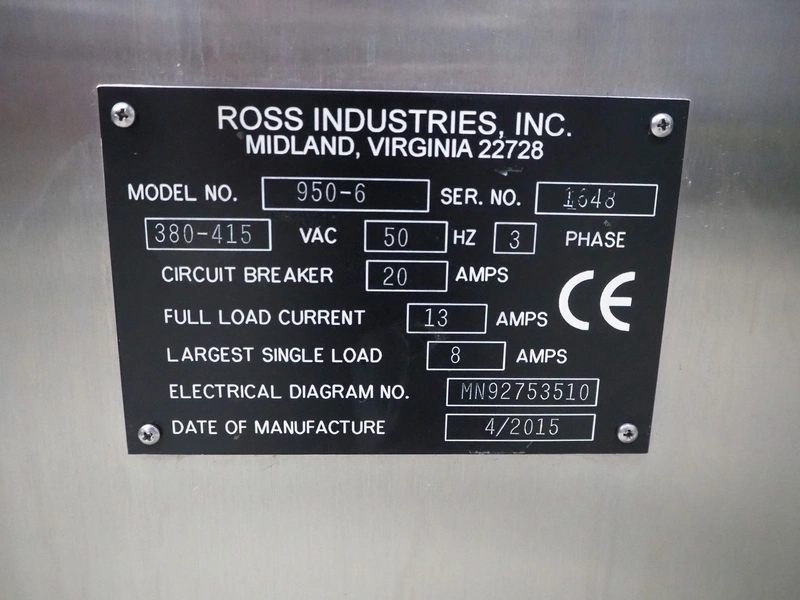 ROSS INDUSTRIES, INC.
MIDLAND, VIRGINIA 22728
MODEL NO. 950-6 SER. NO.
380-415 VAC 50 HZ 3 PHASE
CIRCUIT BREAKER 20 AMPS
FULL LOAD CURRENT 13 AMPS
LARGEST SINGLE LOAD 8 AMPS
CE
ELECTRICAL DIAGRAM NO. MN92753510
DATE OF MANUFACTURE 4/2015